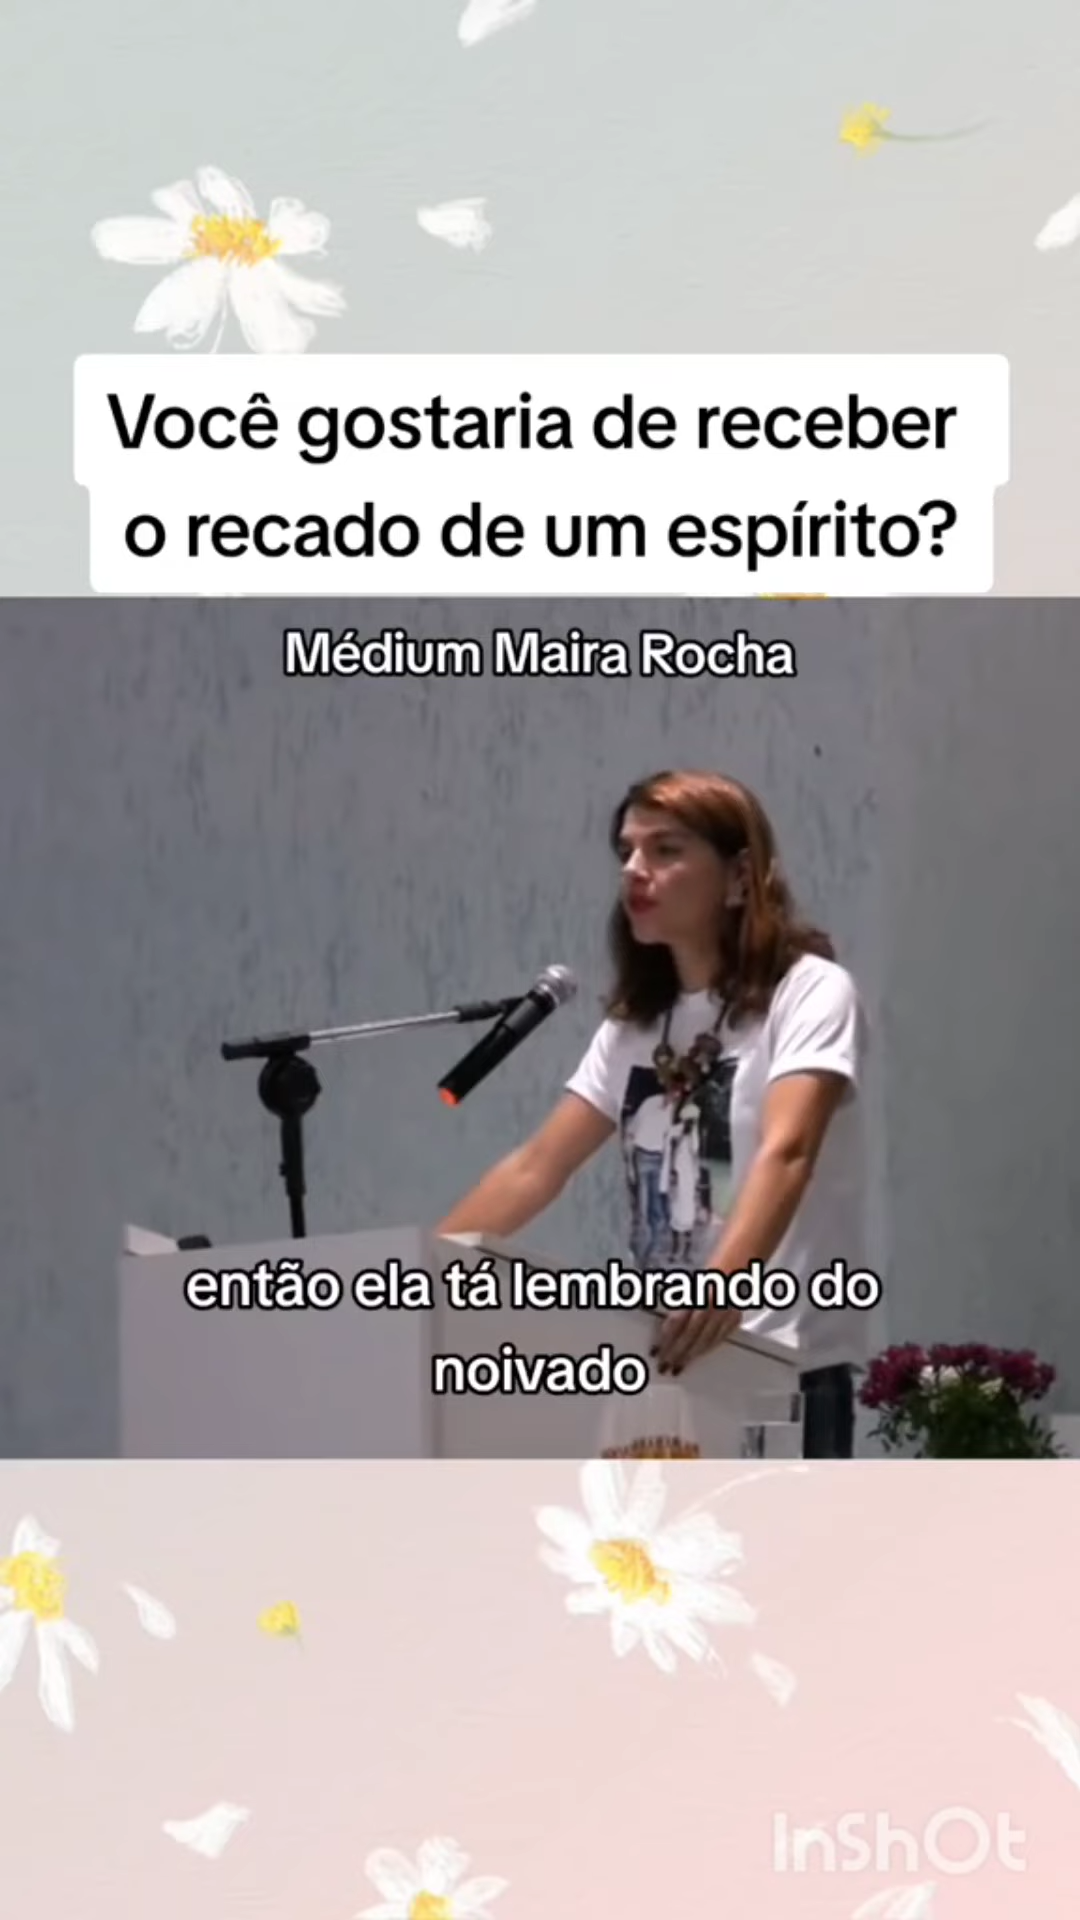 Você gostaria de receber
o recado de um espírito?
Médium Maira Rocha
então ela tá lembrando do
noivado
InShOt